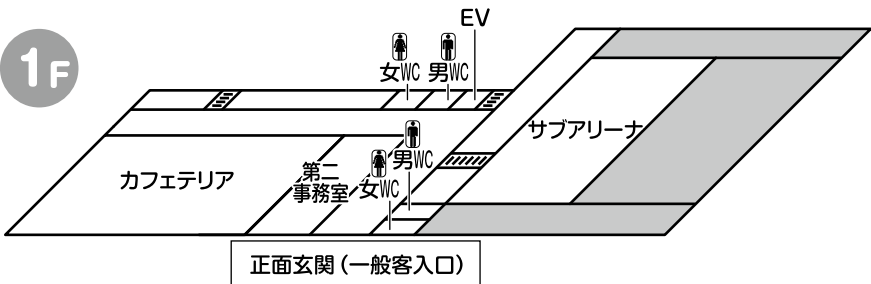 1F
EV
女WC 男WC
サブアリーナ
男WC
カフェテリア
第二
事務室
女WC
正面玄関(一般客入口)